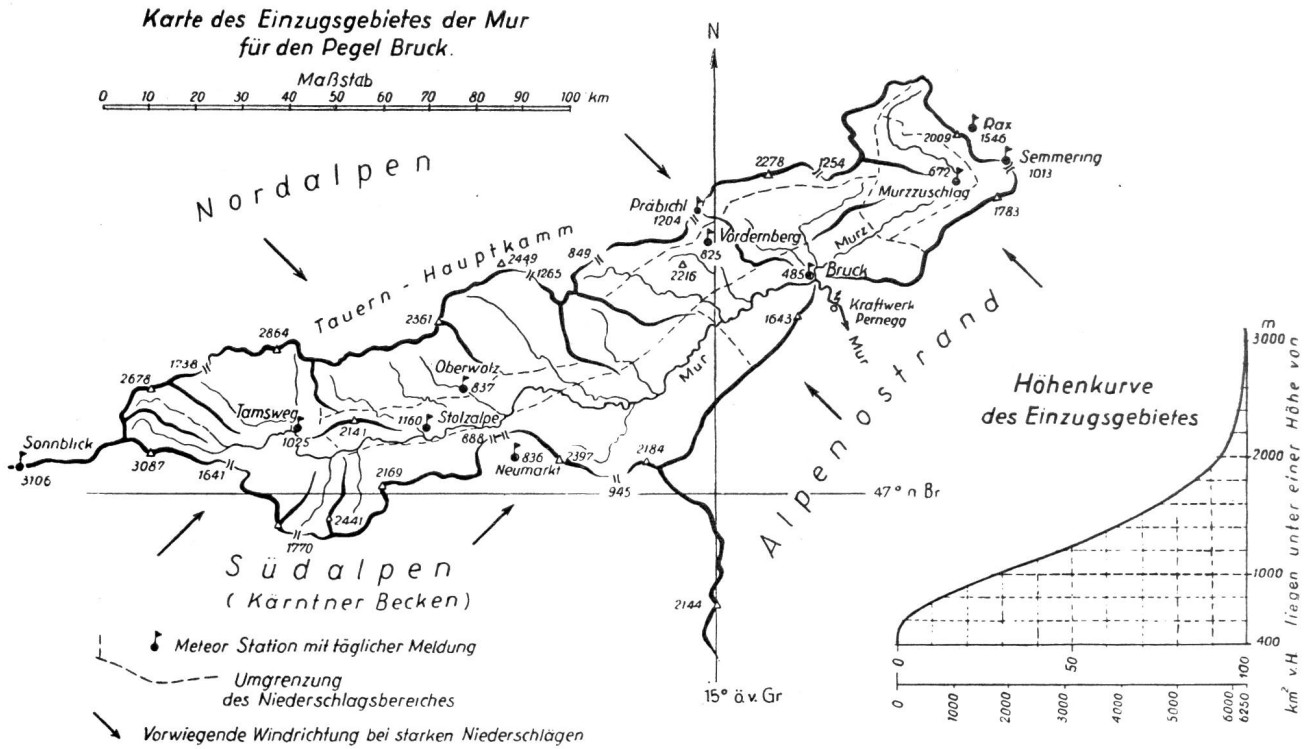 Karte des Einzugsgebietes der Mur
für den Pegel Bruck.
Maßstab
0 10 20 30 40 50 60 70 80 90 100 km
N
Nordalpen
Tauern - Hauptkamm
Rax
1546
2009
Semmering
1013
672
Murzzuschlag
1783
2278
1254
Präbichl
1204
Vordernberg
825
2216
Murz
485
Bruck
Kraftwerk
Pernegg
Mur
1643
849
2449
1265
2361
2864
1738
2678
Oberwolz
837
Mur
Tamsweg
1025
2141
1160
Stolzalpe
888
836
Neumarkt
2397
2184
945
Sonnblick
3106
3087
1641
2169
2441
1770
47° n Br
Alpenostrand
Südalpen
(Kärntner Becken)
2144
15° ä.v. Gr
Meteor Station mit täglicher Meldung
Umgrenzung
des Niederschlagsbereiches
Vorwiegende Windrichtung bei starken Niederschlägen
Höhenkurve
des Einzugsgebietes
m
3000
2000
1000
400
0 50 100
0 1000 2000 3000 4000 5000 6000 6250
km² v.H. liegen unter einer Höhe von